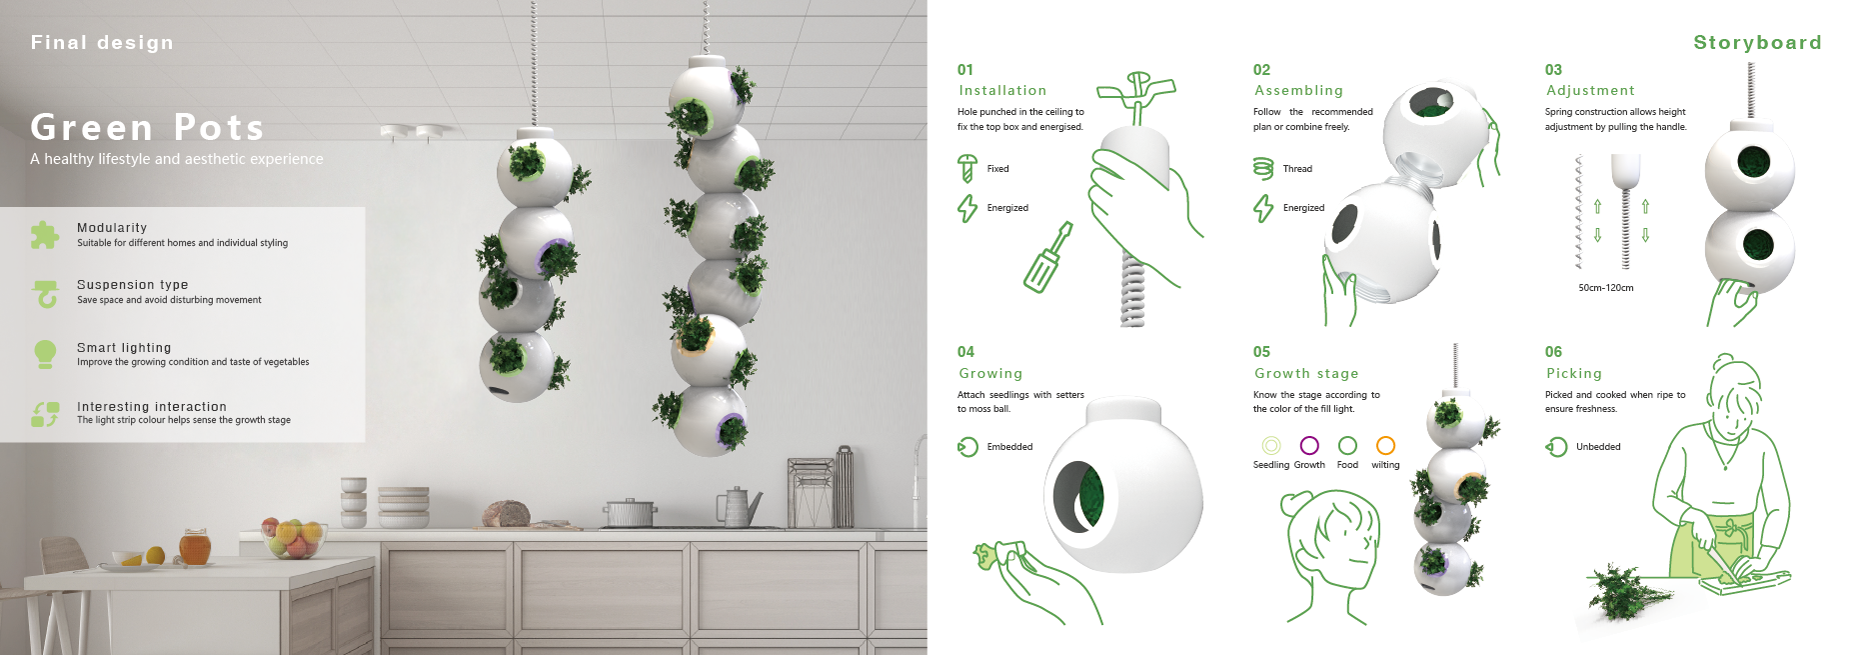 Final design
Green Pots
A healthy lifestyle and aesthetic experience
Modularity
Suitable for different homes and individual styling
Suspension type
Save space and avoid disturbing movement
Smart lighting
Improve the growing condition and taste of vegetables
Interesting interaction
The light strip colour helps sense the growth stage
Storyboard
01
Installation
Hole punched in the ceiling to
fix the top box and energised.
Fixed
Energized
02
Assembling
Follow the recommended
plan or combine freely.
Thread
Energized
03
Adjustment
Spring construction allows height
adjustment by pulling the handle.
50cm-120cm
04
Growing
Attach seedlings with setters
to moss ball.
Embedded
05
Growth stage
Know the stage according to
the color of the fill light.
Seedling Growth Food wilting
06
Picking
Picked and cooked when ripe to
ensure freshness.
Unbedded